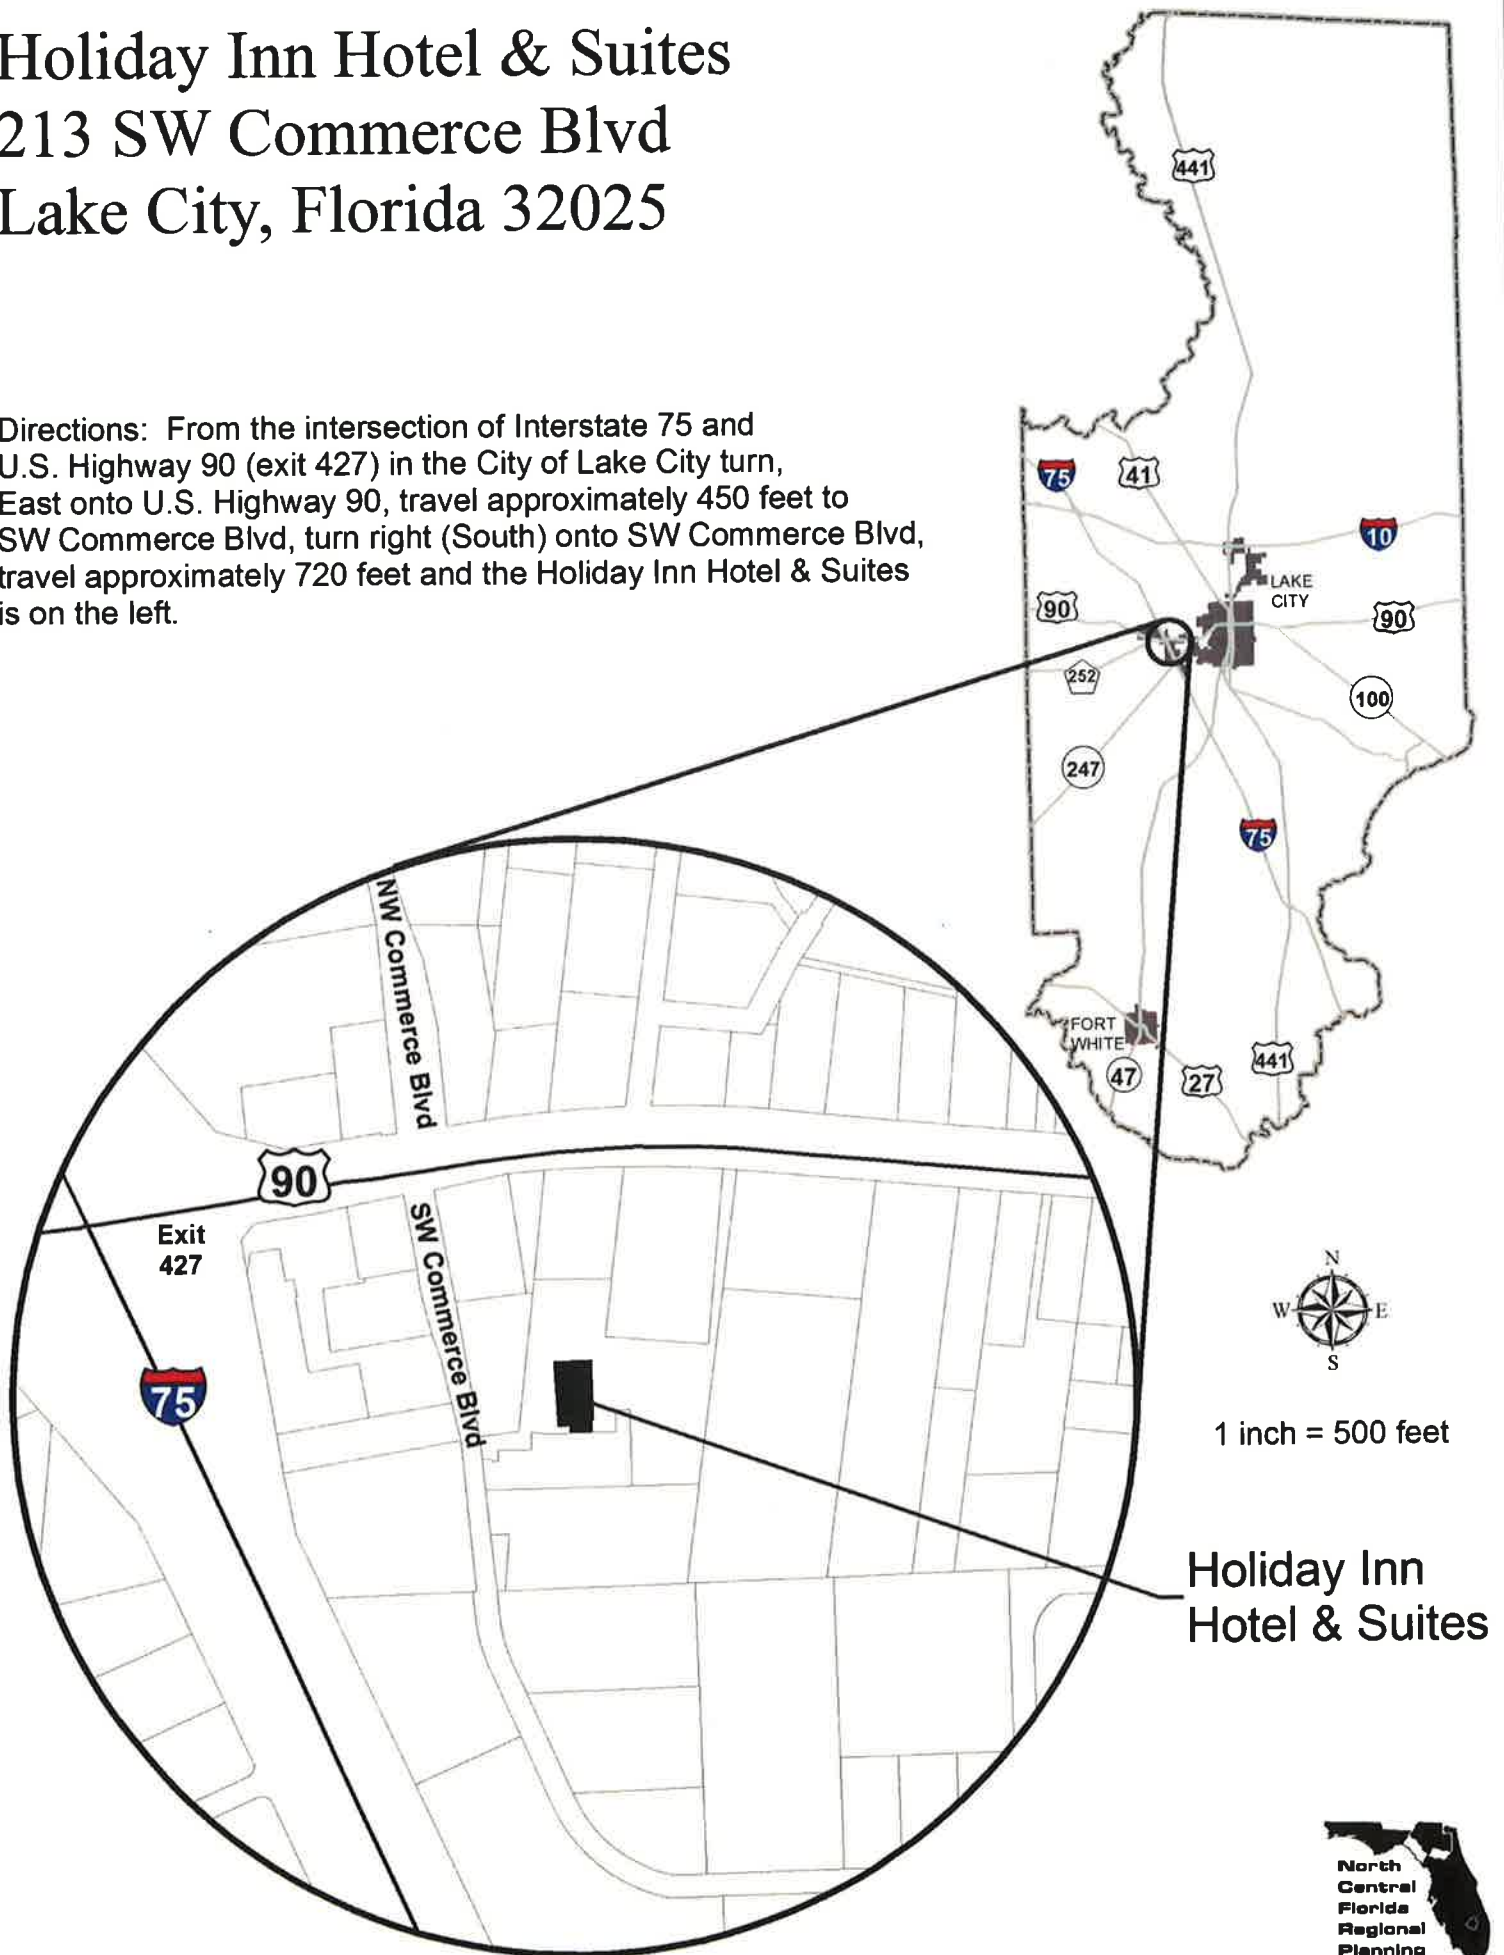 Holiday Inn Hotel & Suites
213 SW Commerce Blvd
Lake City, Florida 32025
Directions: From the intersection of Interstate 75 and
U.S. Highway 90 (exit 427) in the City of Lake City turn,
East onto U.S. Highway 90, travel approximately 450 feet to
SW Commerce Blvd, turn right (South) onto SW Commerce Blvd,
travel approximately 720 feet and the Holiday Inn Hotel & Suites
is on the left.
441
75
41
10
LAKE
CITY
90
90
252
100
247
75
FORT
WHITE
47
27
441
NW Commerce Blvd
90
Exit
427
SW Commerce Blvd
75
N
W
E
S
1 inch = 500 feet
Holiday Inn
Hotel & Suites
North
Central
Florida
Regional
Planning